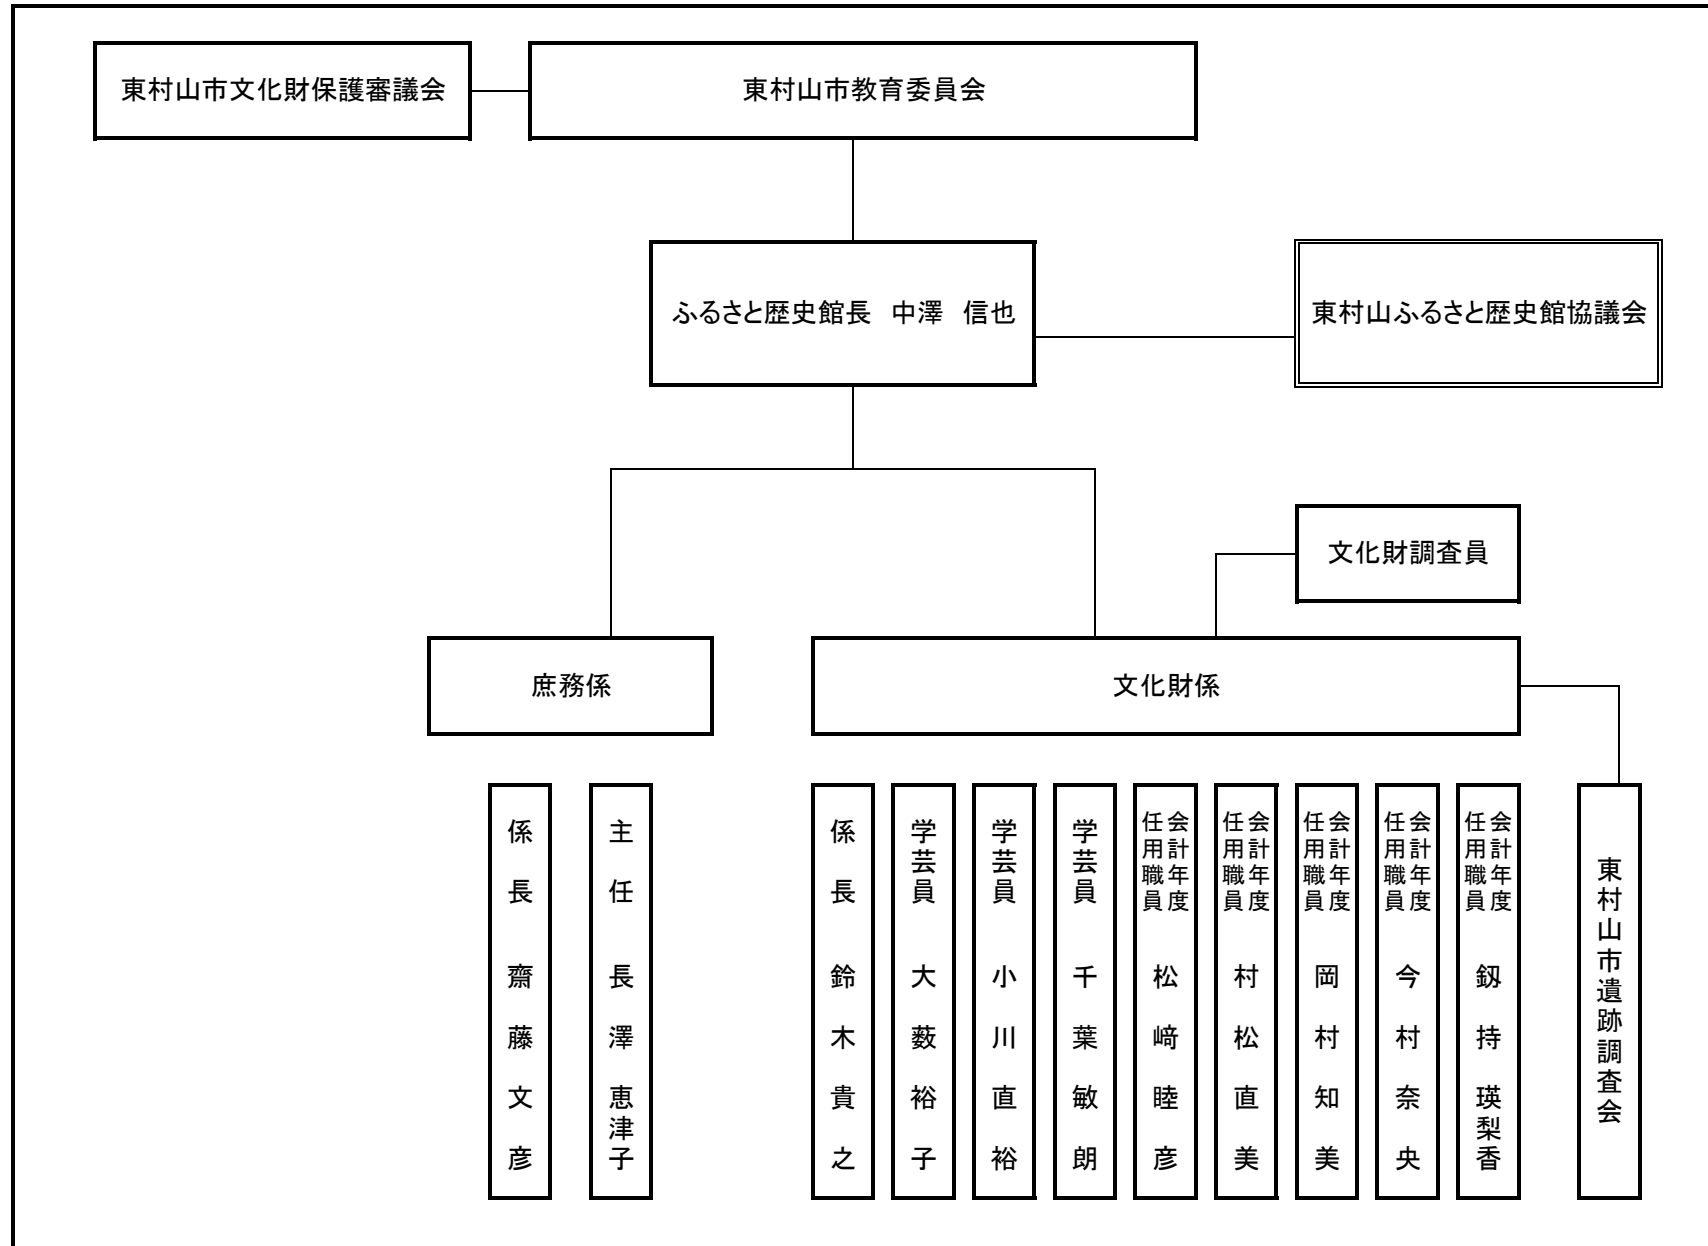 東村山市文化財保護審議会
東村山市教育委員会
ふるさと歴史館長　中澤　信也
東村山ふるさと歴史館協議会
文化財調査員
庶務係
文化財係
係長　齋藤文彦
主任　長澤恵津子
係長　鈴木貴之
学芸員　大薮裕子
学芸員　小川直裕
学芸員　千葉敏朗
会計年度
任用職員
松﨑睦彦
会計年度
任用職員
村松直美
会計年度
任用職員
岡村知美
会計年度
任用職員
今村奈央
会計年度
任用職員
釼持瑛梨香
東村山市遺跡調査会